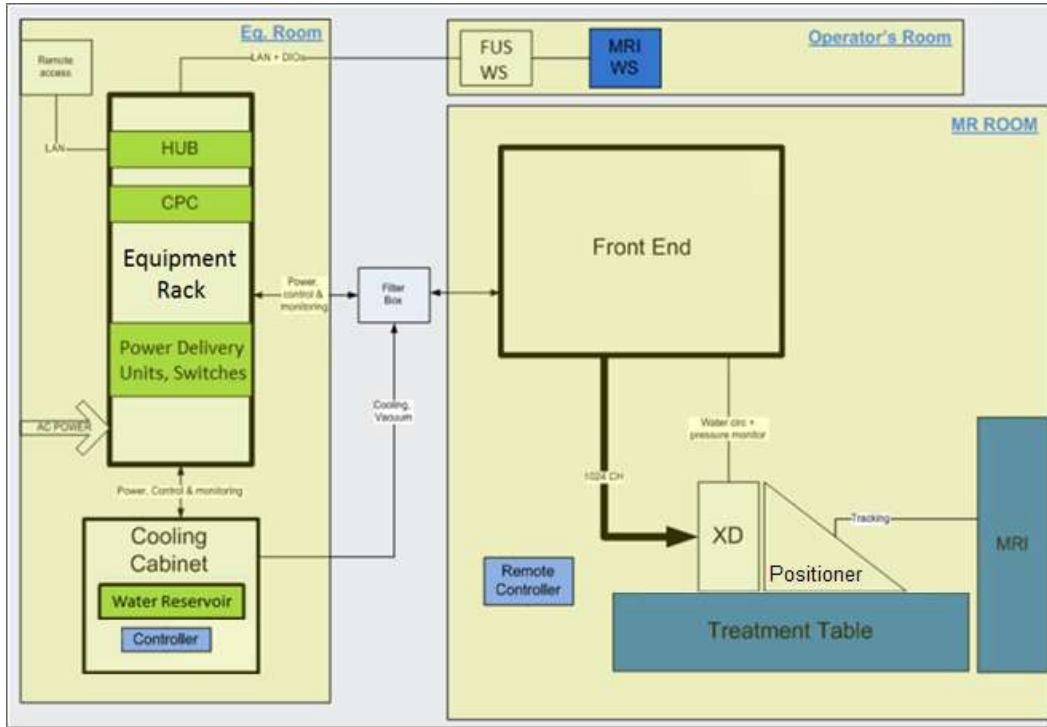 Eq. Room
Remote
access
LAN + DIOs
LAN
HUB
CPC
Equipment
Rack
Power Delivery
Units, Switches
AC POWER
Power,
control &
monitoring
Power, Control & monitoring
Cooling
Cabinet
Water Reservoir
Controller
Filter
Box
Cooling,
Vacuum
Operator's Room
FUS
WS
MRI
WS
MR ROOM
Front End
Water circ +
pressure monitor
1024 CH
XD
Positioner
Tracking
MRI
Remote
Controller
Treatment Table